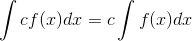 ∫ cf(x)dx = c ∫ f(x)dx